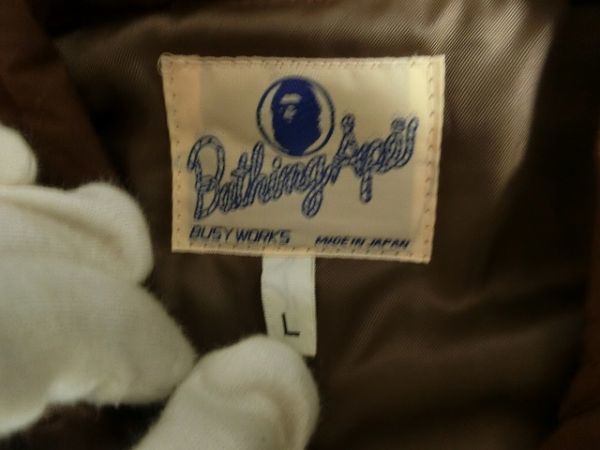 Bathing Ape's
BUSY WORKS MADE IN JAPAN
L